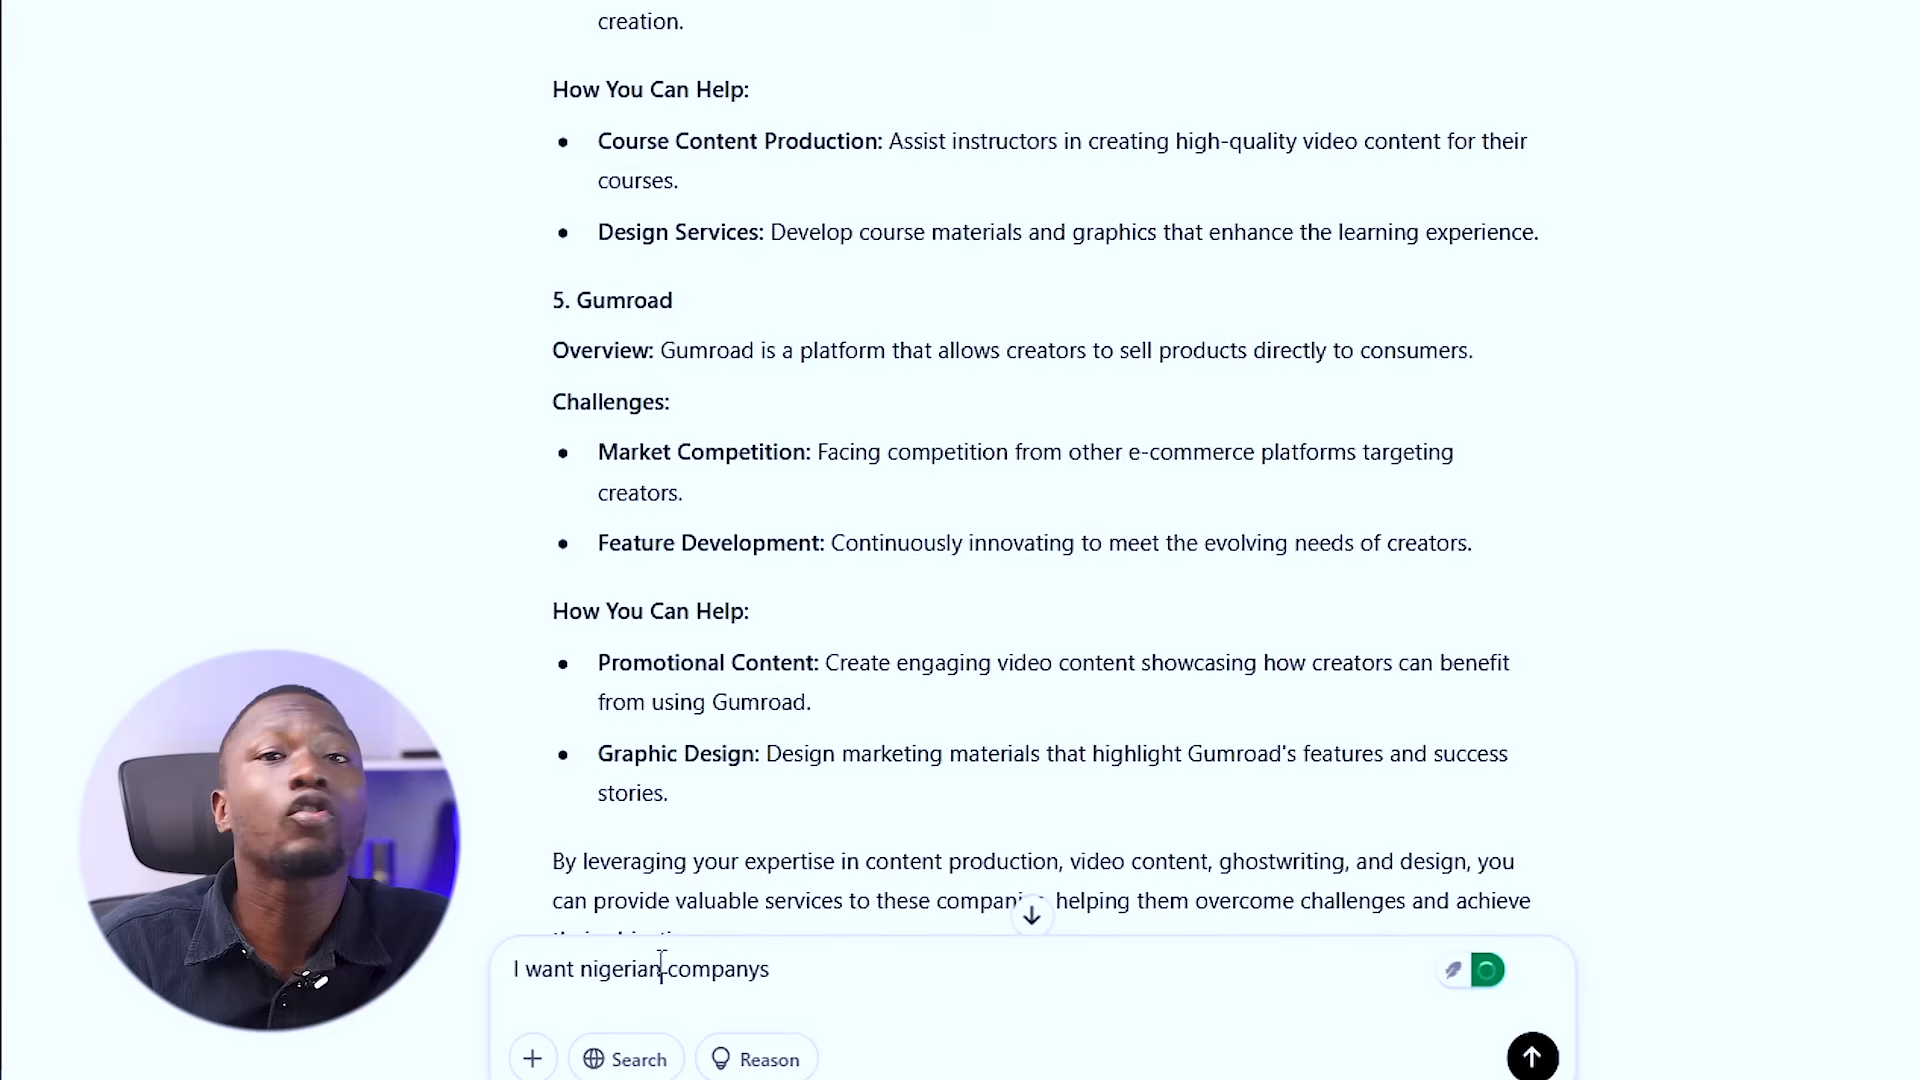 creation.
How You Can Help:
Course Content Production: Assist instructors in creating high-quality video content for their
courses.
Design Services: Develop course materials and graphics that enhance the learning experience.
5. Gumroad
Overview: Gumroad is a platform that allows creators to sell products directly to consumers.
Challenges:
Market Competition: Facing competition from other e-commerce platforms targeting
creators.
Feature Development: Continuously innovating to meet the evolving needs of creators.
How You Can Help:
Promotional Content: Create engaging video content showcasing how creators can benefit
from using Gumroad.
Graphic Design: Design marketing materials that highlight Gumroad's features and success
stories.
By leveraging your expertise in content production, video content, ghostwriting, and design, you
can provide valuable services to these helping them overcome challenges and achieve
I want nigerian companys
Search
Reason